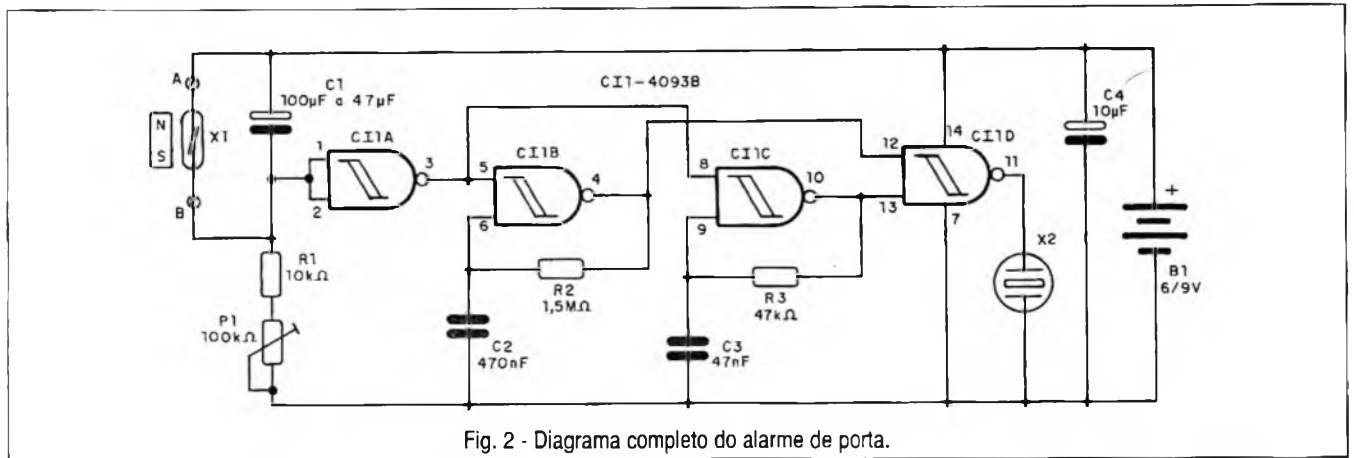 A
B
N
S
X1
C1
100µF a 47µF
1
2
CI1A
3
CI1-4093B
5
6
CI1B
4
8
9
CI1C
10
12
13
14
CI1D
11
7
C4
10µF
+
B1
6/9V
X2
R1
10kΩ
P1
100kΩ
R2
1,5MΩ
C2
470nF
R3
47kΩ
C3
47nF
Fig. 2 - Diagrama completo do alarme de porta.